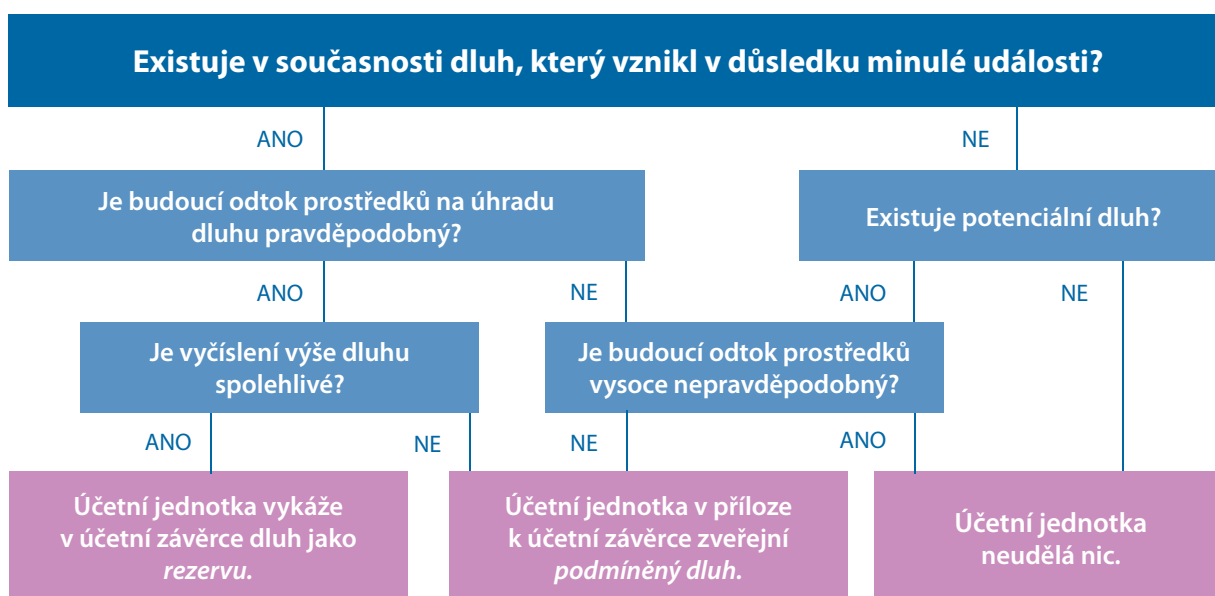 Existuje v současnosti dluh, který vznikl v důsledku minulé události?
ANO
NE
Je budoucí odtok prostředků na úhradu
dluhu pravděpodobný?
Existuje potenciální dluh?
ANO
NE
ANO
NE
Je vyčíslení výše dluhu
spolehlivé?
Je budoucí odtok prostředků
vysoce nepravděpodobný?
ANO
NE
NE
ANO
Účetní jednotka vykáže
v účetní závěrce dluh jako
rezervu.
Účetní jednotka v příloze
k účetní závěrce zveřejní
podmíněný dluh.
Účetní jednotka
neudělá nic.